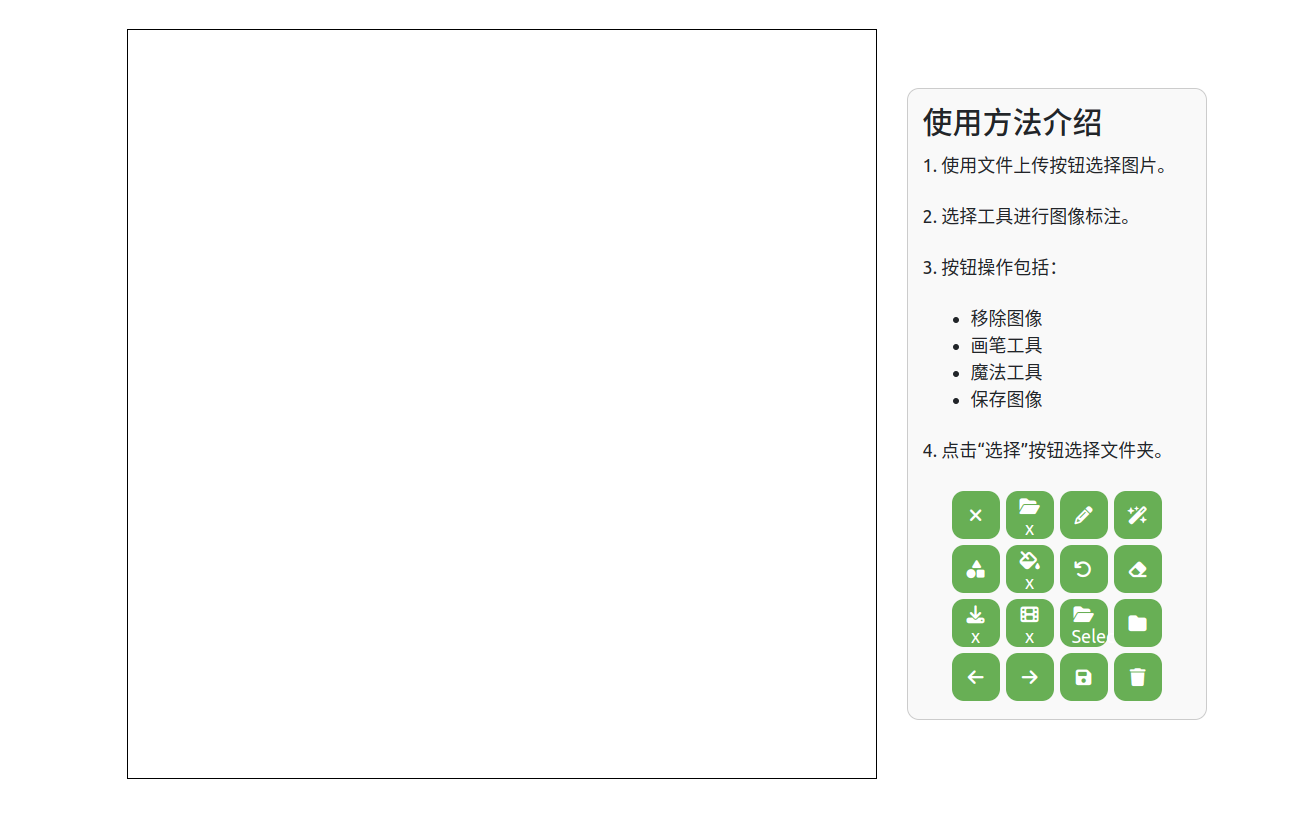 使用方法介绍
1. 使用文件上传按钮选择图片。
2. 选择工具进行图像标注。
3. 按钮操作包括：
• 移除图像
• 画笔工具
• 魔法工具
• 保存图像
4. 点击“选择”按钮选择文件夹。
x
x
x x Sele